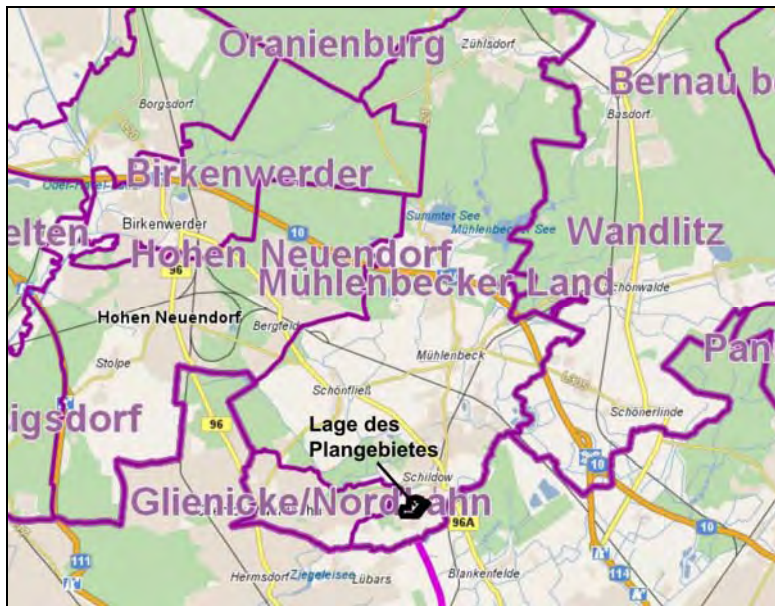 Oranienburg
Zühlsdorf
Bernau b
Borgsdorf
Basdorf
Birkenwerder
Birkenwerder
10
Summter See
Mühlenbecker See
elten
Wandlitz
Hohen Neuendorf
96
Mühlenbecker Land
Schönwalde
Hohen Neuendorf
Bergfeld
Mühlenbeck
Pan
Stolpe
Schönfließ
L305
Schönerlinde
igsdorf
96
Lage des
Plangebietes
Schildow
10
Glienicke/Nordbahn
96A
10
111
Hermsdorf
Ziegeleisee
Lübars
Blankenfelde
114